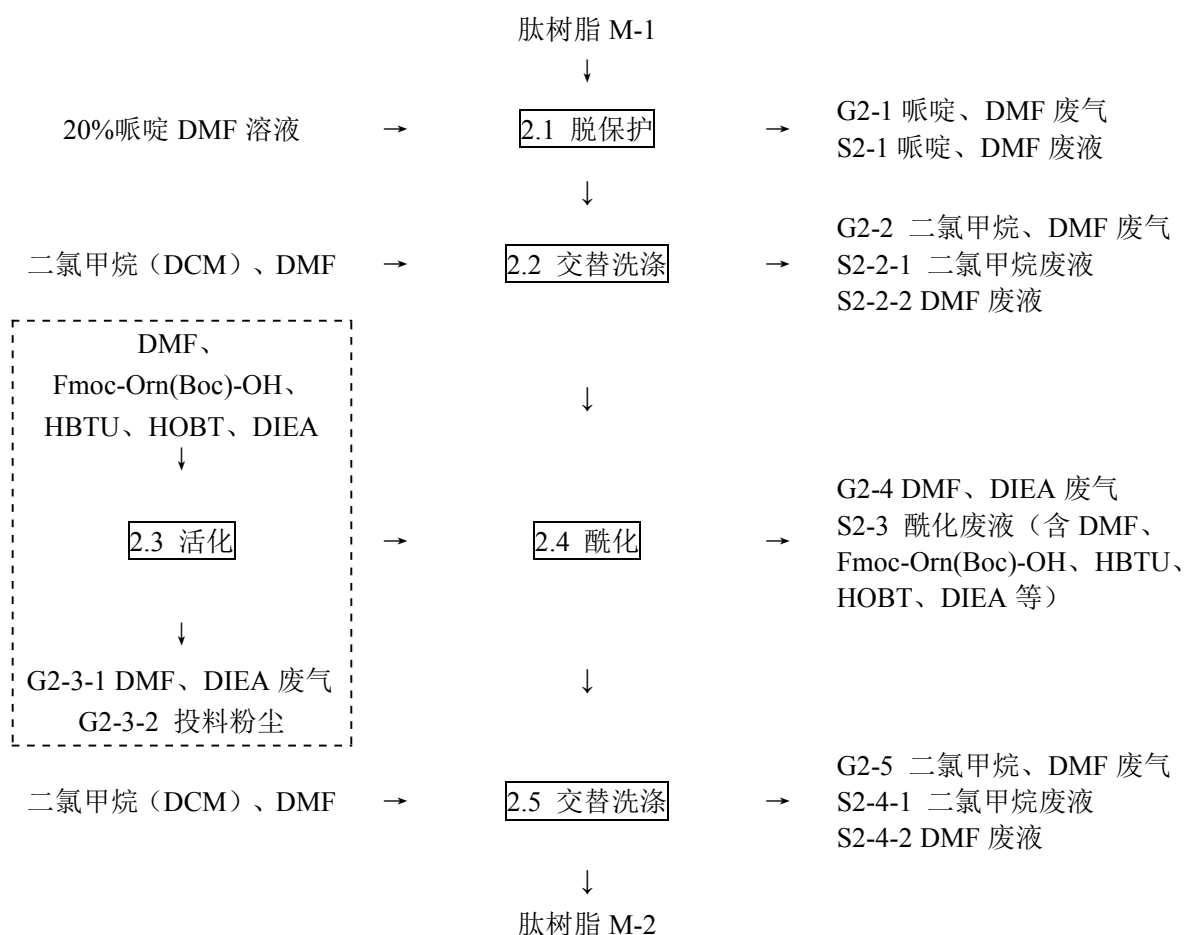 肽树脂 M-1
↓
20%哌啶 DMF 溶液 → 2.1 脱保护 → G2-1 哌啶、DMF 废气
S2-1 哌啶、DMF 废液
↓
二氯甲烷（DCM）、DMF → 2.2 交替洗涤 → G2-2 二氯甲烷、DMF 废气
S2-2-1 二氯甲烷废液
S2-2-2 DMF 废液
DMF、
Fmoc-Orn(Boc)-OH、
HBTU、HOBT、DIEA
↓
↓
2.3 活化 → 2.4 酰化 → G2-4 DMF、DIEA 废气
S2-3 酰化废液（含 DMF、
Fmoc-Orn(Boc)-OH、HBTU、
HOBT、DIEA 等）
↓
G2-3-1 DMF、DIEA 废气
G2-3-2 投料粉尘
↓
二氯甲烷（DCM）、DMF → 2.5 交替洗涤 → G2-5 二氯甲烷、DMF 废气
S2-4-1 二氯甲烷废液
S2-4-2 DMF 废液
↓
肽树脂 M-2